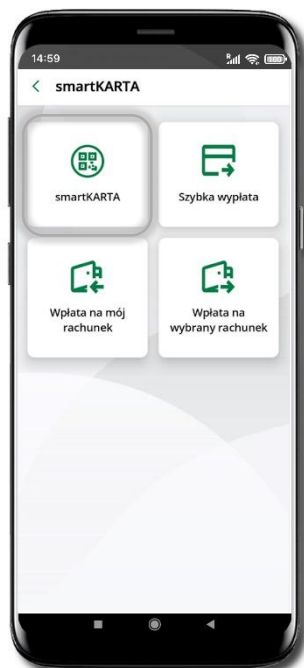 14:59
smartKARTA
smartKARTA
Szybka wypłata
Wpłata na mój
rachunek
Wpłata na
wybrany rachunek